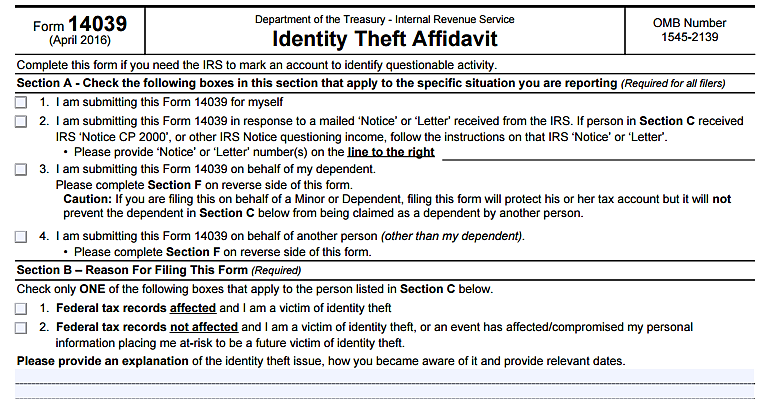 Form 14039
(April 2016)
Department of the Treasury - Internal Revenue Service
Identity Theft Affidavit
OMB Number
1545-2139
Complete this form if you need the IRS to mark an account to identify questionable activity.
Section A - Check the following boxes in this section that apply to the specific situation you are reporting (Required for all filers)
1. I am submitting this Form 14039 for myself
2. I am submitting this Form 14039 in response to a mailed ‘Notice’ or ‘Letter’ received from the IRS. If person in Section C received
IRS ‘Notice CP 2000’, or other IRS Notice questioning income, follow the instructions on that IRS ‘Notice’ or ‘Letter’.
• Please provide ‘Notice’ or ‘Letter’ number(s) on the line to the right
3. I am submitting this Form 14039 on behalf of my dependent.
Please complete Section F on reverse side of this form.
Caution: If you are filing this on behalf of a Minor or Dependent, filing this form will protect his or her tax account but it will not
prevent the dependent in Section C below from being claimed as a dependent by another person.
4. I am submitting this Form 14039 on behalf of another person (other than my dependent).
• Please complete Section F on reverse side of this form.
Section B – Reason For Filing This Form (Required)
Check only ONE of the following boxes that apply to the person listed in Section C below.
1. Federal tax records affected and I am a victim of identity theft
2. Federal tax records not affected and I am a victim of identity theft, or an event has affected/compromised my personal
information placing me at-risk to be a future victim of identity theft.
Please provide an explanation of the identity theft issue, how you became aware of it and provide relevant dates.